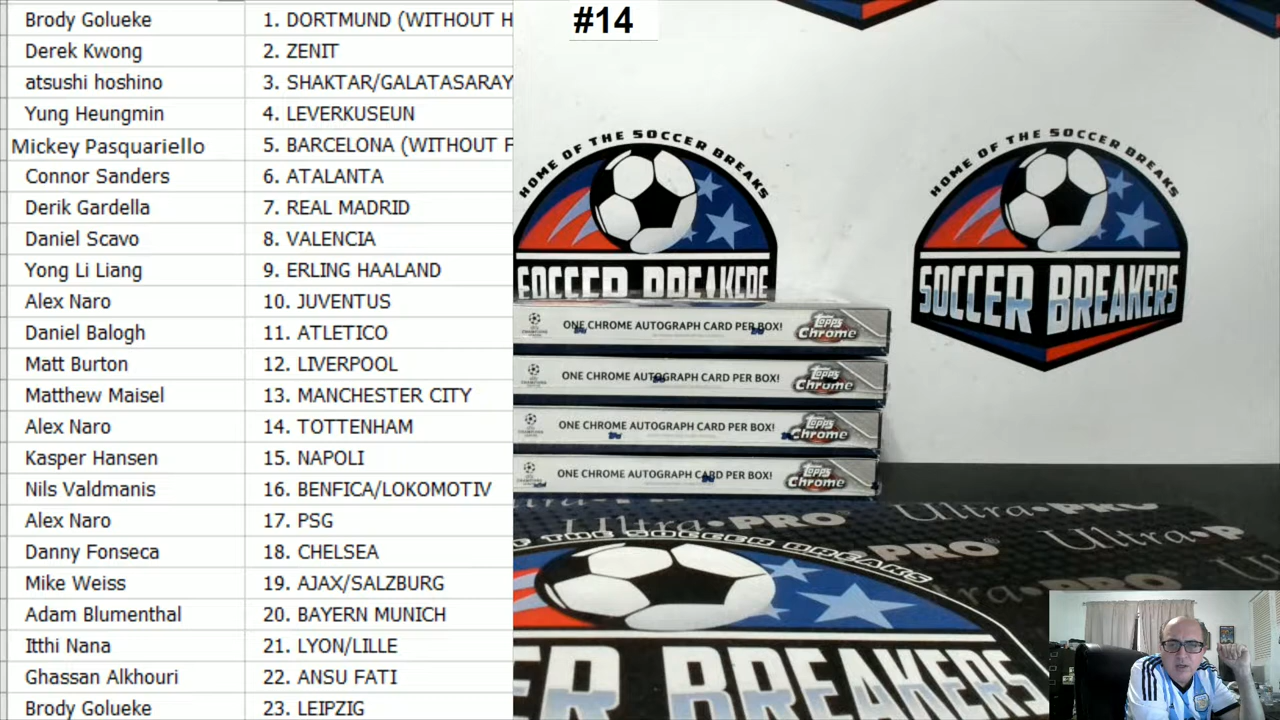 Brody Golueke 1. DORTMUND (WITHOUT H
Derek Kwong 2. ZENIT
atsushi hoshino 3. SHAKTAR/GALATASARAY
Yung Heungmin 4. LEVERKUSEUN
Mickey Pasquariello 5. BARCELONA (WITHOUT F
Connor Sanders 6. ATALANTA
Derik Gardella 7. REAL MADRID
Daniel Scavo 8. VALENCIA
Yong Li Liang 9. ERLING HAALAND
Alex Naro 10. JUVENTUS
Daniel Balogh 11. ATLETICO
Matt Burton 12. LIVERPOOL
Matthew Maisel 13. MANCHESTER CITY
Alex Naro 14. TOTTENHAM
Kasper Hansen 15. NAPOLI
Nils Valdmanis 16. BENFICA/LOKOMOTIV
Alex Naro 17. PSG
Danny Fonseca 18. CHELSEA
Mike Weiss 19. AJAX/SALZBURG
Adam Blumenthal 20. BAYERN MUNICH
Itthi Nana 21. LYON/LILLE
Ghassan Alkhouri 22. ANSU FATI
Brody Golueke 23. LEIPZIG
#14
HOME OF THE SOCCER BREAKS
SOCCER BREAKERS
HOME OF THE SOCCER BREAKS
SOCCER BREAKERS
ONE CHROME AUTOGRAPH CARD PER BOX! Topps Chrome
ONE CHROME AUTOGRAPH CARD PER BOX! Topps Chrome
ONE CHROME AUTOGRAPH CARD PER BOX! Topps Chrome
ONE CHROME AUTOGRAPH CARD PER BOX! Topps Chrome
Ultra•PRO Ultra•PRO
PRO Ultra•P
THE SOCCER BREAKS
ER BREAKERS